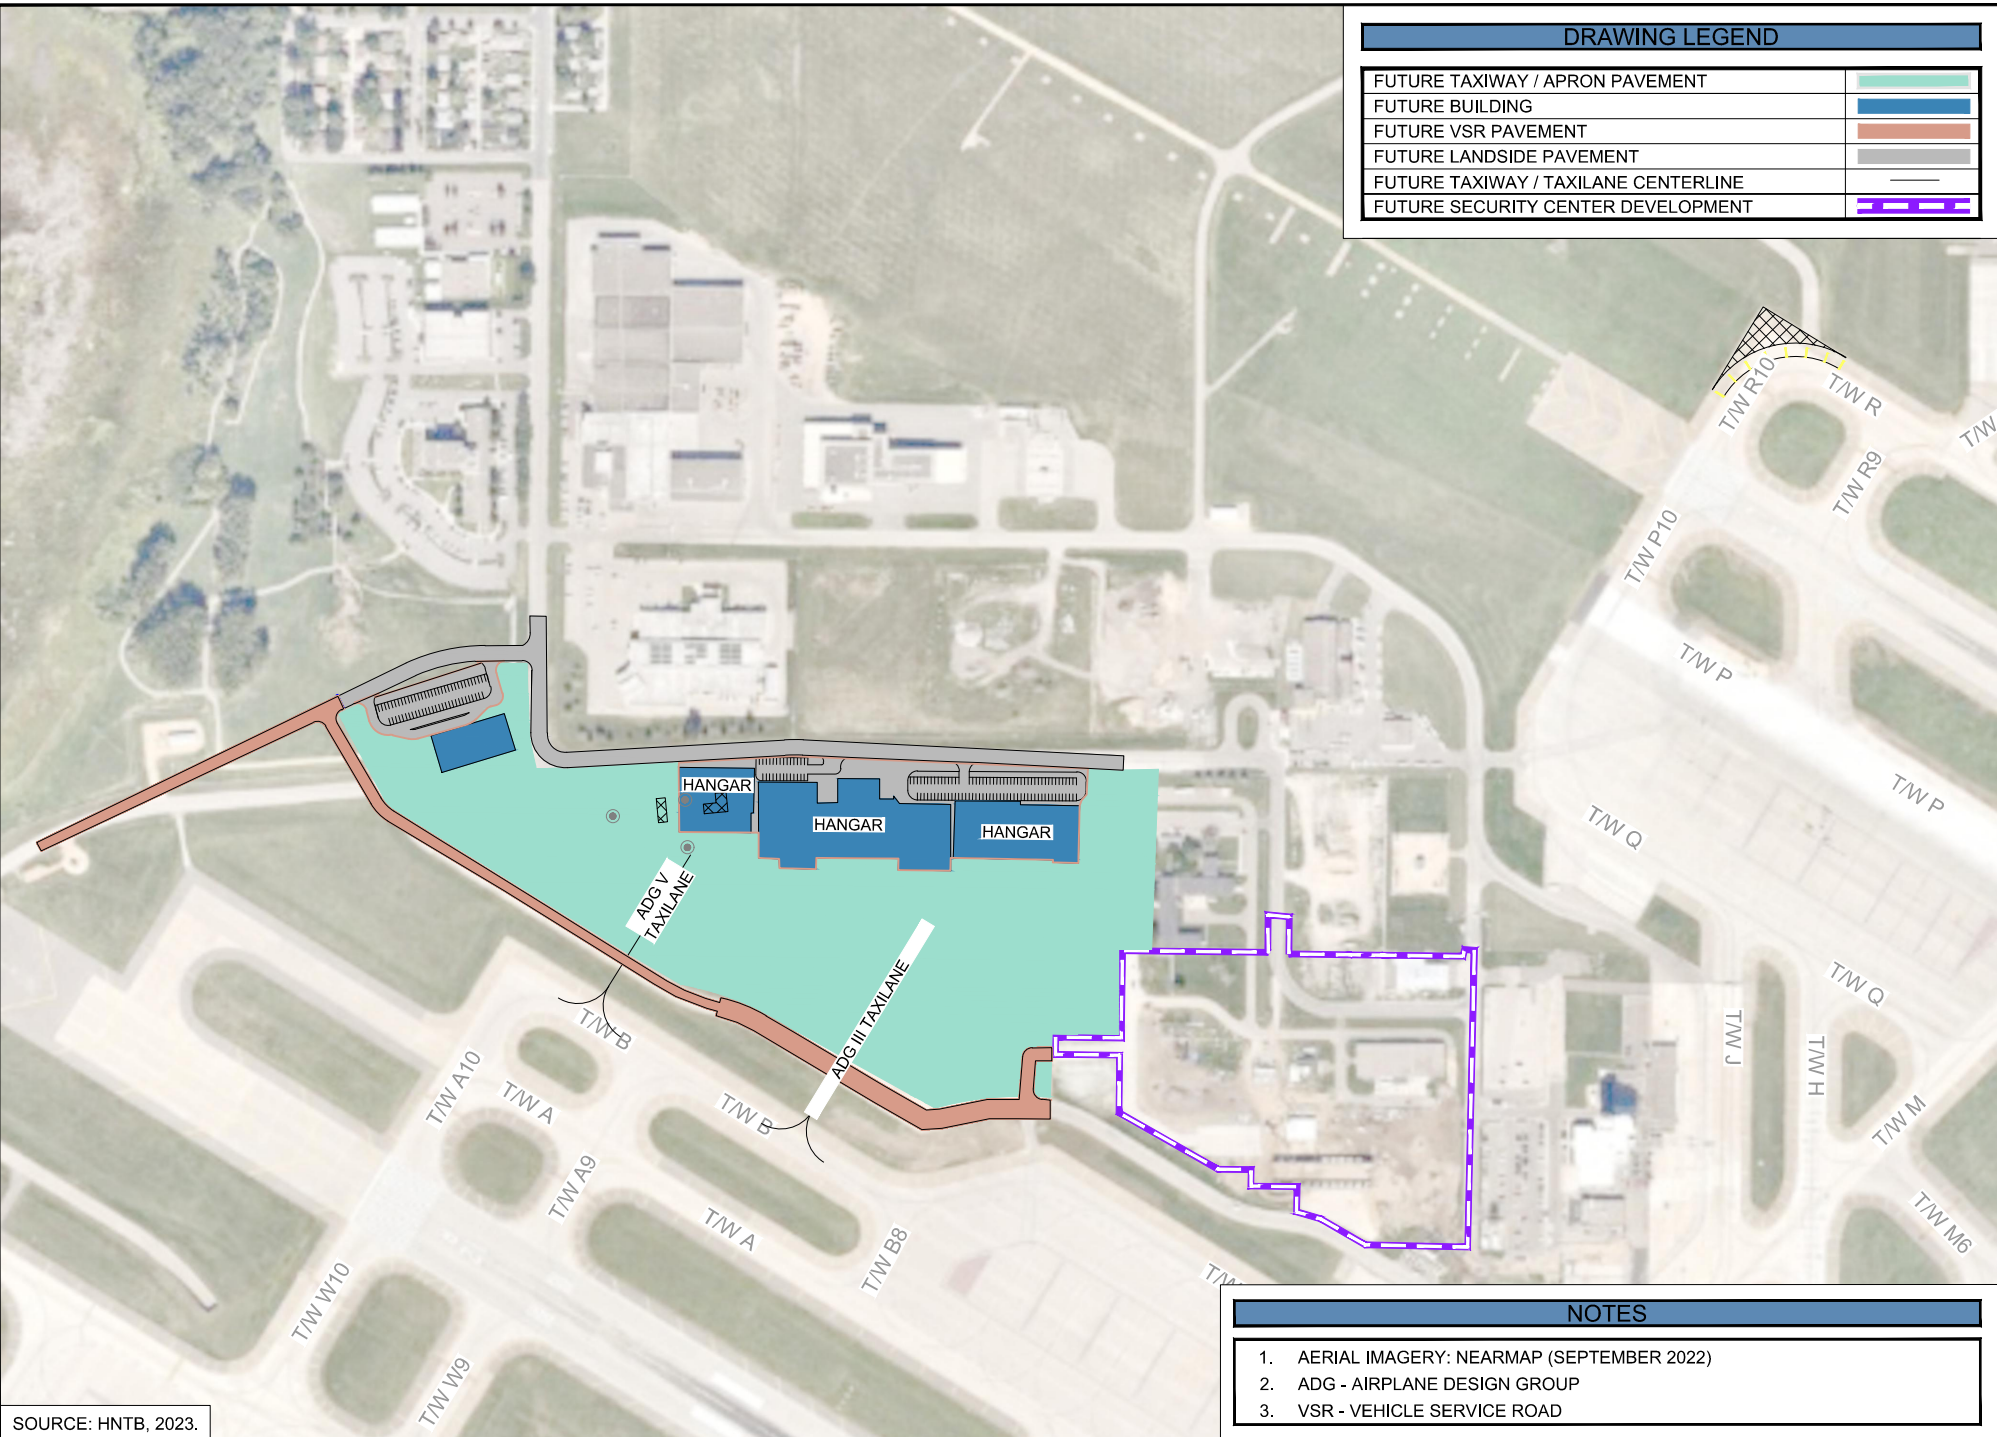 DRAWING LEGEND
FUTURE TAXIWAY / APRON PAVEMENT
FUTURE BUILDING
FUTURE VSR PAVEMENT
FUTURE LANDSIDE PAVEMENT
FUTURE TAXIWAY / TAXILANE CENTERLINE
FUTURE SECURITY CENTER DEVELOPMENT
T/W R10
T/W R
T/W
T/W R9
T/W P10
T/W P
T/W P
T/W Q
T/W Q
HANGAR
HANGAR
HANGAR
ADG V
TAXILANE
ADG III TAXILANE
T/W B
T/W B
T/W A10
T/W A
T/W A9
T/W A
T/W B8
T/W W10
T/W W9
T/W J
T/W H
T/W M
T/W M6
T/W
NOTES
1. AERIAL IMAGERY: NEARMAP (SEPTEMBER 2022)
2. ADG - AIRPLANE DESIGN GROUP
3. VSR - VEHICLE SERVICE ROAD
SOURCE: HNTB, 2023.